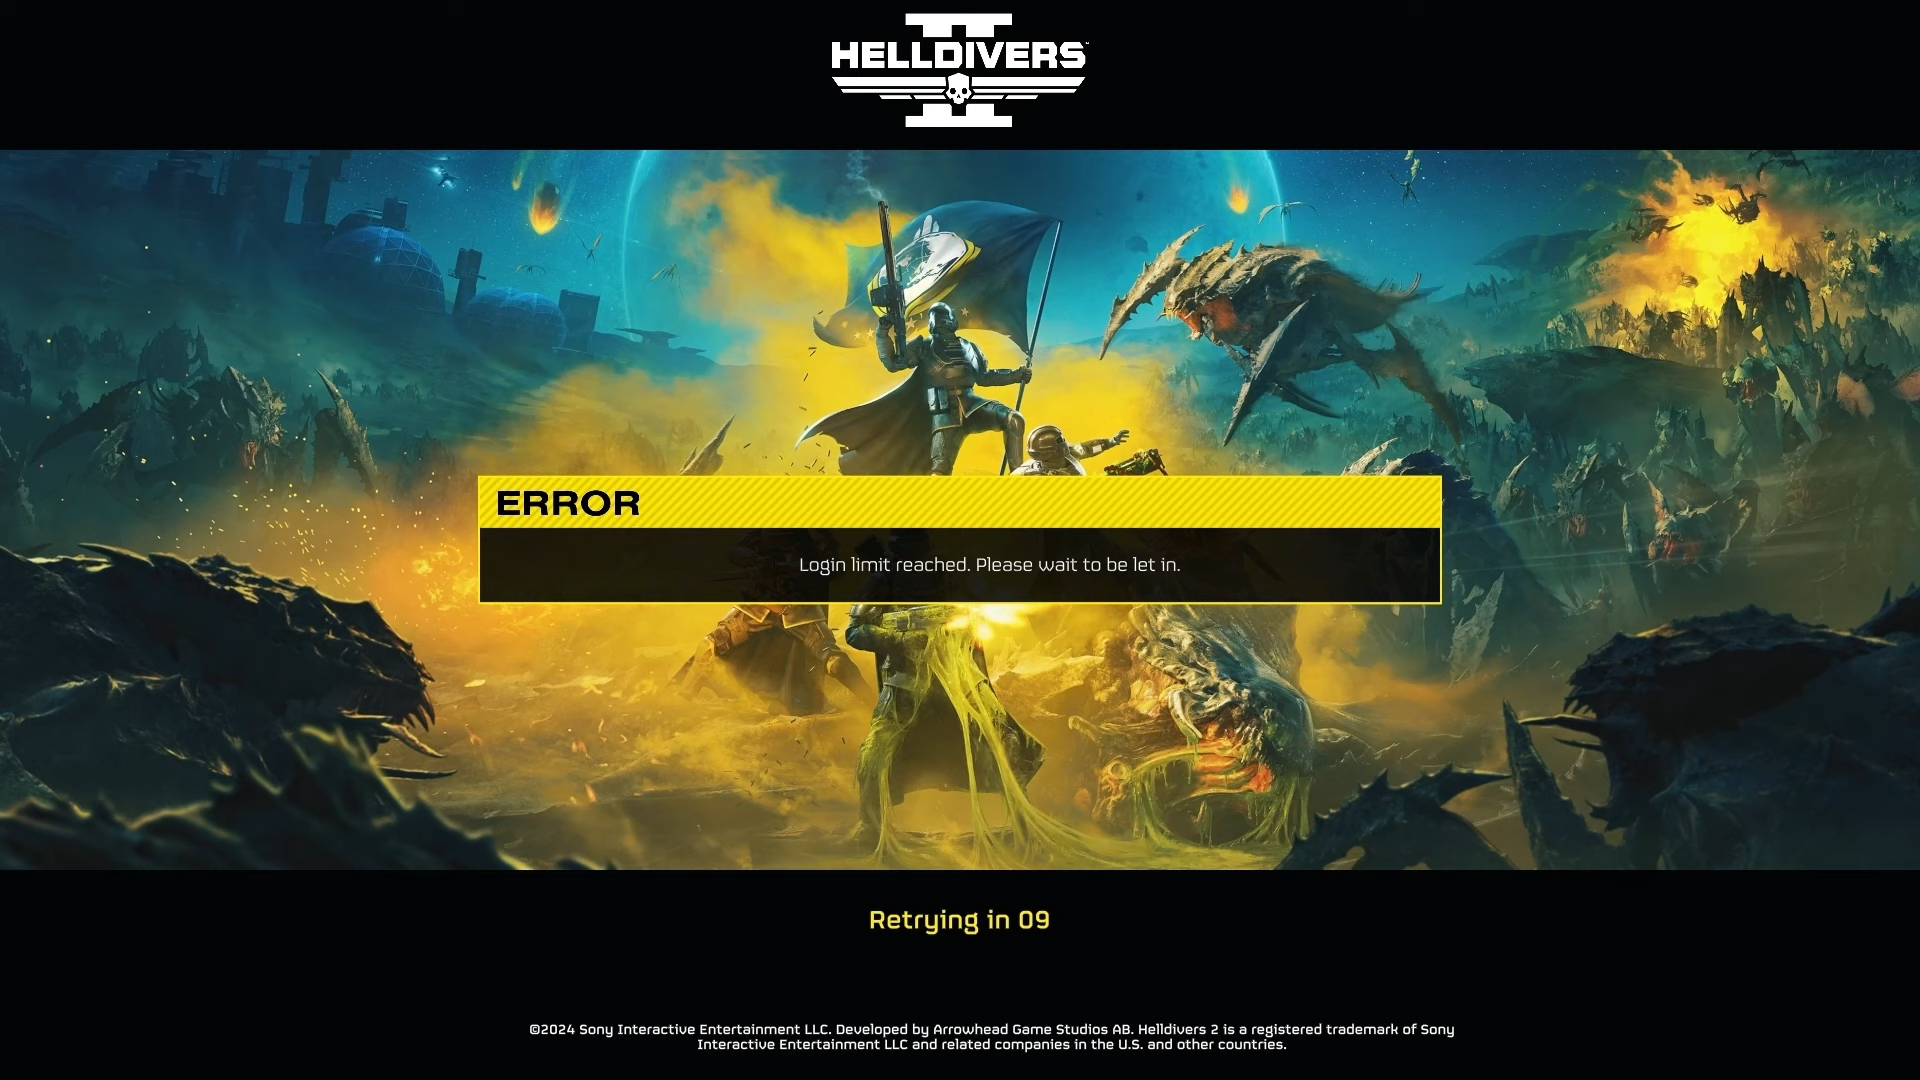 HELLDIVERS
II
ERROR
Login limit reached. Please wait to be let in.
Retrying in 09
©2024 Sony Interactive Entertainment LLC. Developed by Arrowhead Game Studios AB. Helldivers 2 is a registered trademark of Sony
Interactive Entertainment LLC and related companies in the U.S. and other countries.